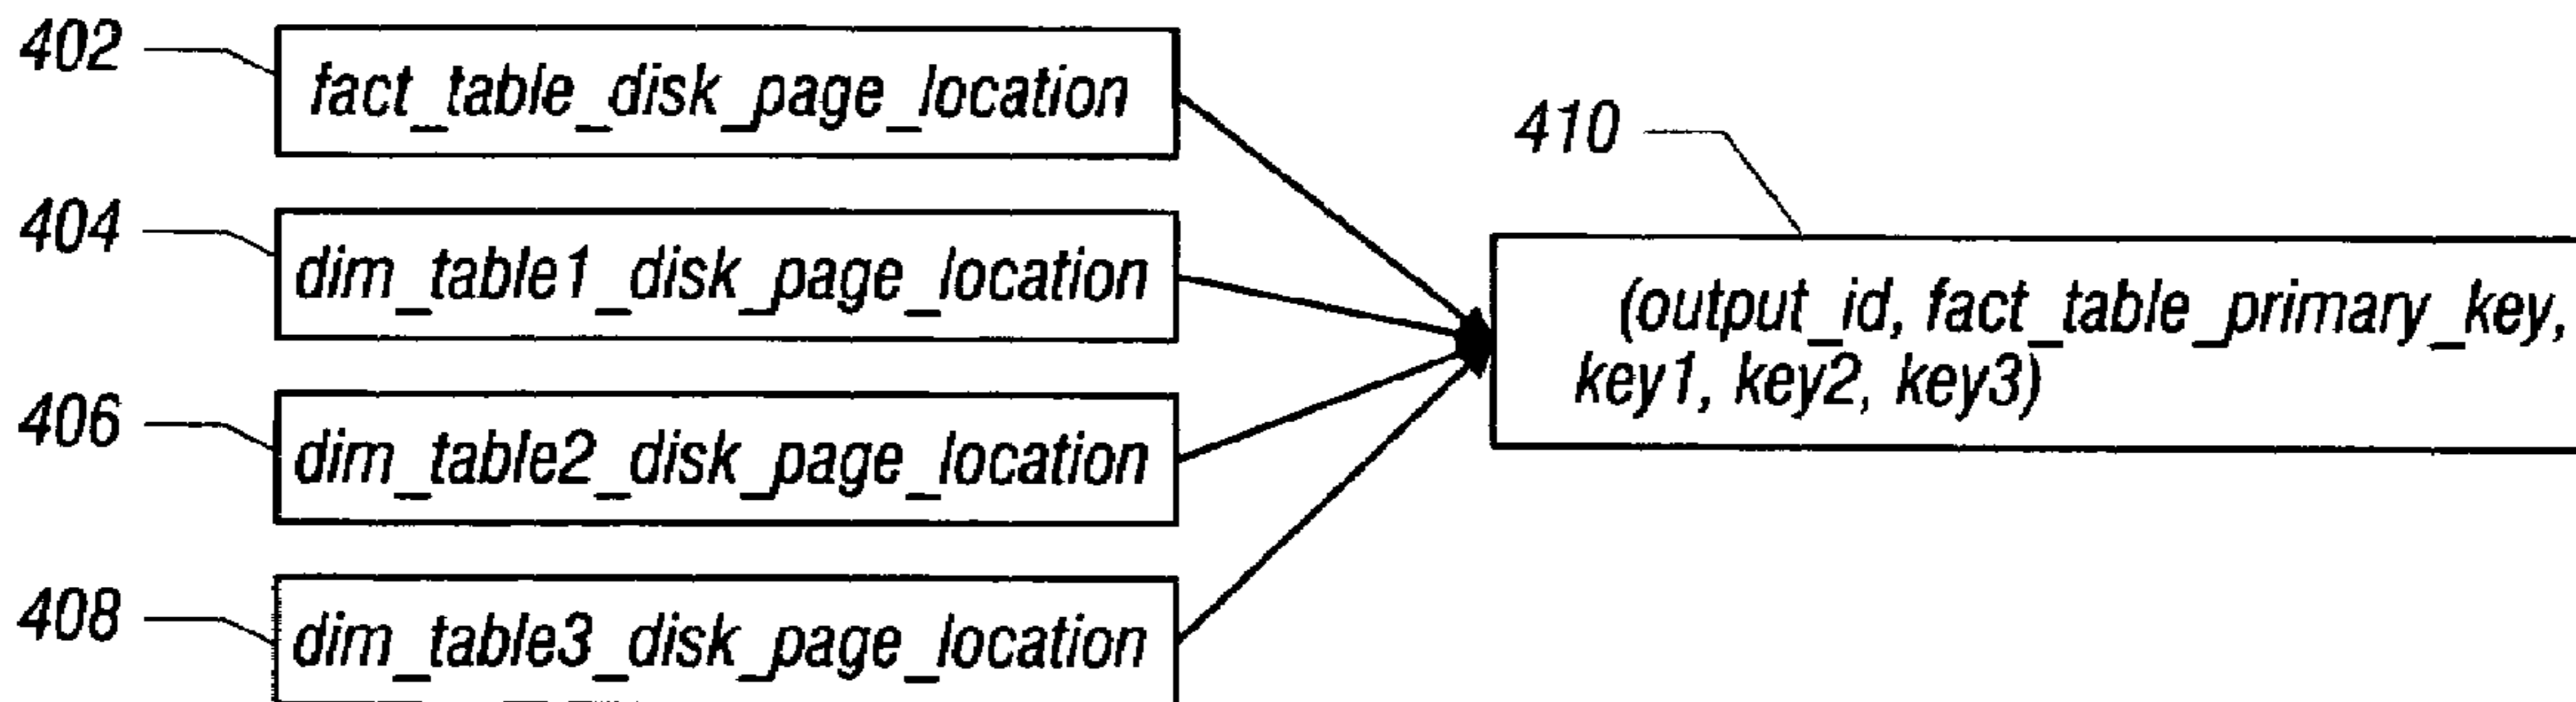 402
fact_table_disk_page_location
410
404
dim_table1_disk_page_location
(output_id, fact_table_primary_key,
key1, key2, key3)
406
dim_table2_disk_page_location
408
dim_table3_disk_page_location